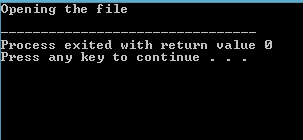 Opening the file
--------------------------------
Process exited with return value 0
Press any key to continue . . .